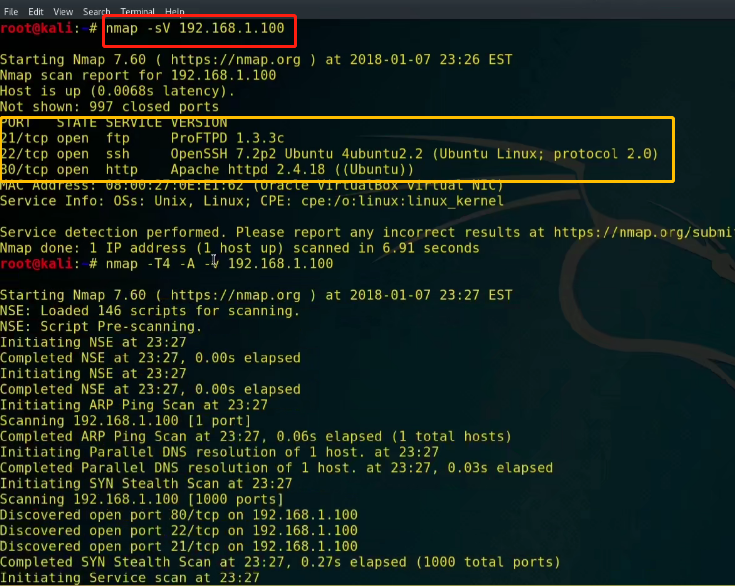 File Edit View Search Terminal Help
root@kali:~# nmap -sV 192.168.1.100
Starting Nmap 7.60 ( https://nmap.org ) at 2018-01-07 23:26 EST
Nmap scan report for 192.168.1.100
Host is up (0.0068s latency).
Not shown: 997 closed ports
PORT STATE SERVICE VERSION
21/tcp open ftp ProFTPD 1.3.3c
22/tcp open ssh OpenSSH 7.2p2 Ubuntu 4ubuntu2.2 (Ubuntu Linux; protocol 2.0)
80/tcp open http Apache httpd 2.4.18 ((Ubuntu))
MAC Address: 08:00:27:0E:E1:62 (Oracle VirtualBox virtual NIC)
Service Info: OSs: Unix, Linux; CPE: cpe:/o:linux:linux_kernel
Service detection performed. Please report any incorrect results at https://nmap.org/submi
Nmap done: 1 IP address (1 host up) scanned in 6.91 seconds
root@kali:~# nmap -T4 -A -v 192.168.1.100
Starting Nmap 7.60 ( https://nmap.org ) at 2018-01-07 23:27 EST
NSE: Loaded 146 scripts for scanning.
NSE: Script Pre-scanning.
Initiating NSE at 23:27
Completed NSE at 23:27, 0.00s elapsed
Initiating NSE at 23:27
Completed NSE at 23:27, 0.00s elapsed
Initiating ARP Ping Scan at 23:27
Scanning 192.168.1.100 [1 port]
Completed ARP Ping Scan at 23:27, 0.06s elapsed (1 total hosts)
Initiating Parallel DNS resolution of 1 host. at 23:27
Completed Parallel DNS resolution of 1 host. at 23:27, 0.03s elapsed
Initiating SYN Stealth Scan at 23:27
Scanning 192.168.1.100 [1000 ports]
Discovered open port 80/tcp on 192.168.1.100
Discovered open port 22/tcp on 192.168.1.100
Discovered open port 21/tcp on 192.168.1.100
Completed SYN Stealth Scan at 23:27, 0.27s elapsed (1000 total ports)
Initiating Service scan at 23:27